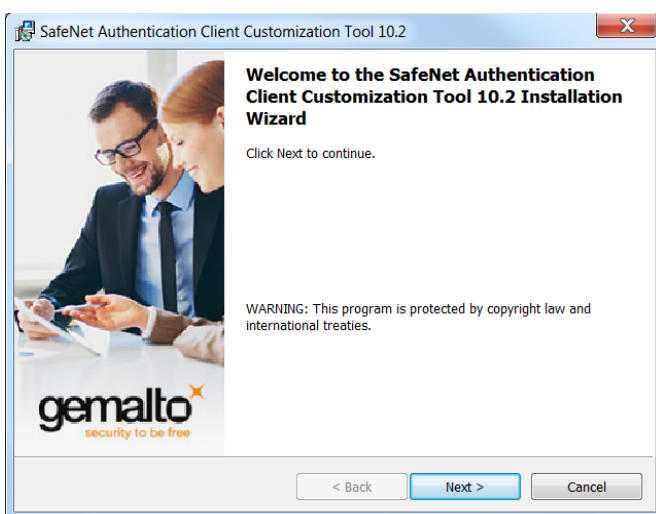 SafeNet Authentication Client Customization Tool 10.2
X
Welcome to the SafeNet Authentication
Client Customization Tool 10.2 Installation
Wizard
Click Next to continue.
WARNING: This program is protected by copyright law and
international treaties.
gemalto
security to be free
< Back
Next >
Cancel